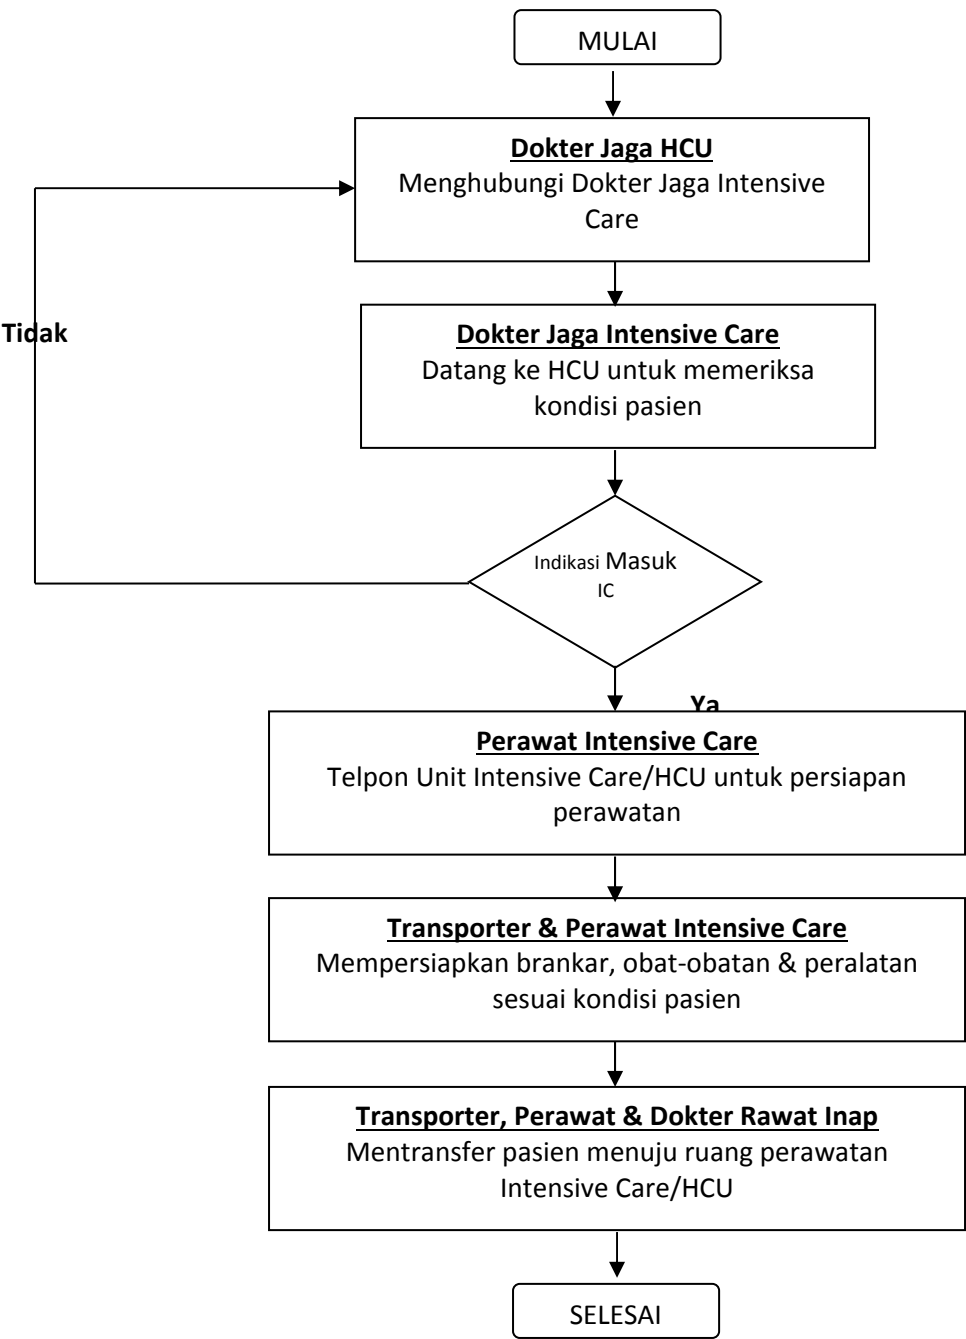 MULAI
Dokter Jaga HCU
Menghubungi Dokter Jaga Intensive
Care
Tidak
Dokter Jaga Intensive Care
Datang ke HCU untuk memeriksa
kondisi pasien
Indikasi Masuk
IC
Ya
Perawat Intensive Care
Telpon Unit Intensive Care/HCU untuk persiapan
perawatan
Transporter & Perawat Intensive Care
Mempersiapkan brankar, obat-obatan & peralatan
sesuai kondisi pasien
Transporter, Perawat & Dokter Rawat Inap
Mentransfer pasien menuju ruang perawatan
Intensive Care/HCU
SELESAI